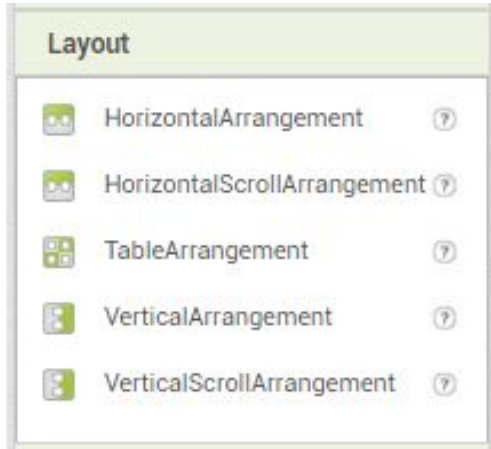 Layout
HorizontalArrangement ?
HorizontalScrollArrangement ?
TableArrangement ?
VerticalArrangement ?
VerticalScrollArrangement ?